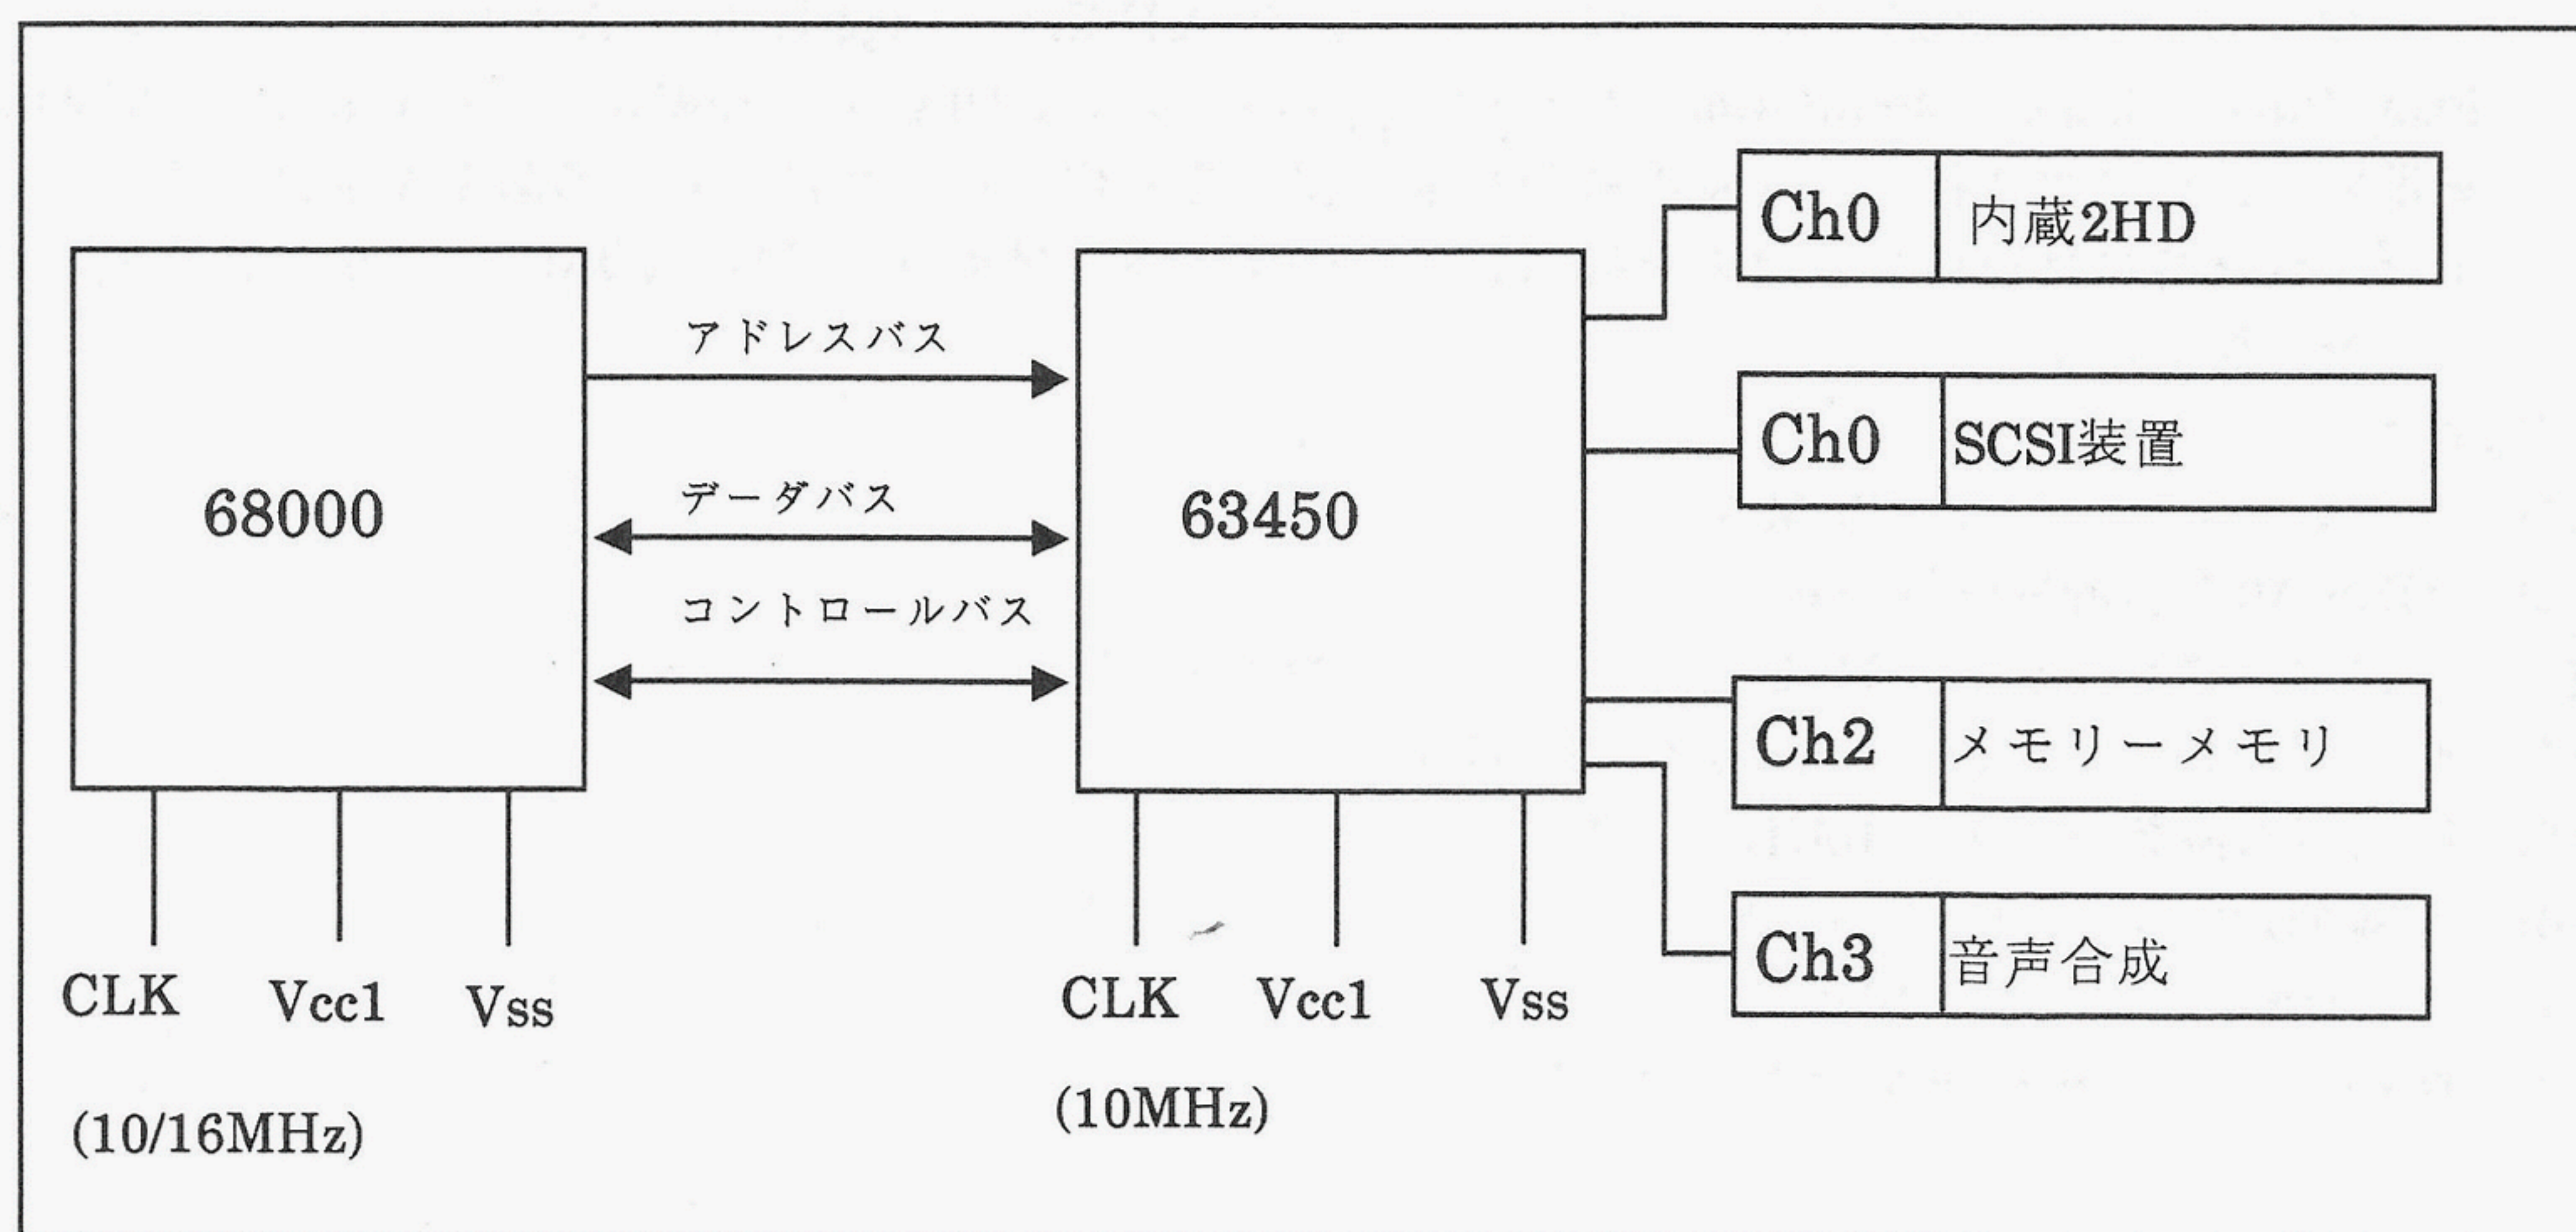 68000
アドレスバス
データバス
コントロールバス
63450
Ch0 内蔵2HD
Ch0 SCSI装置
Ch2 メモリーメモリ
Ch3 音声合成
CLK Vcc1 Vss
(10/16MHz)
CLK Vcc1 Vss
(10MHz)